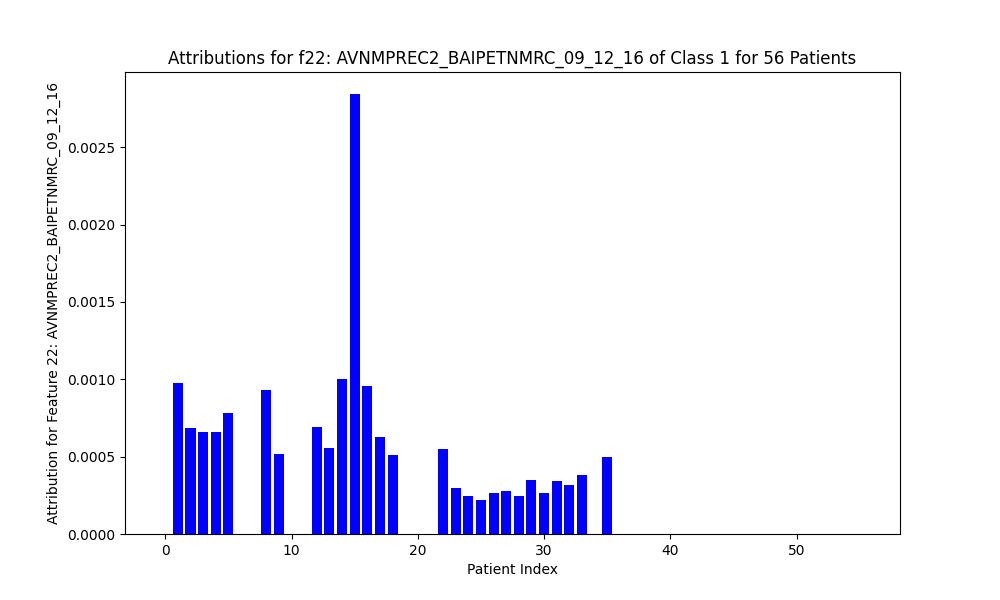 Attributions for f22: AVNMPREC2_BAIPETNMRC_09_12_16 of Class 1 for 56 Patients
Attribution for Feature 22: AVNMPREC2_BAIPETNMRC_09_12_16
0.0025
0.0020
0.0015
0.0010
0.0005
0.0000
0 10 20 30 40 50
Patient Index